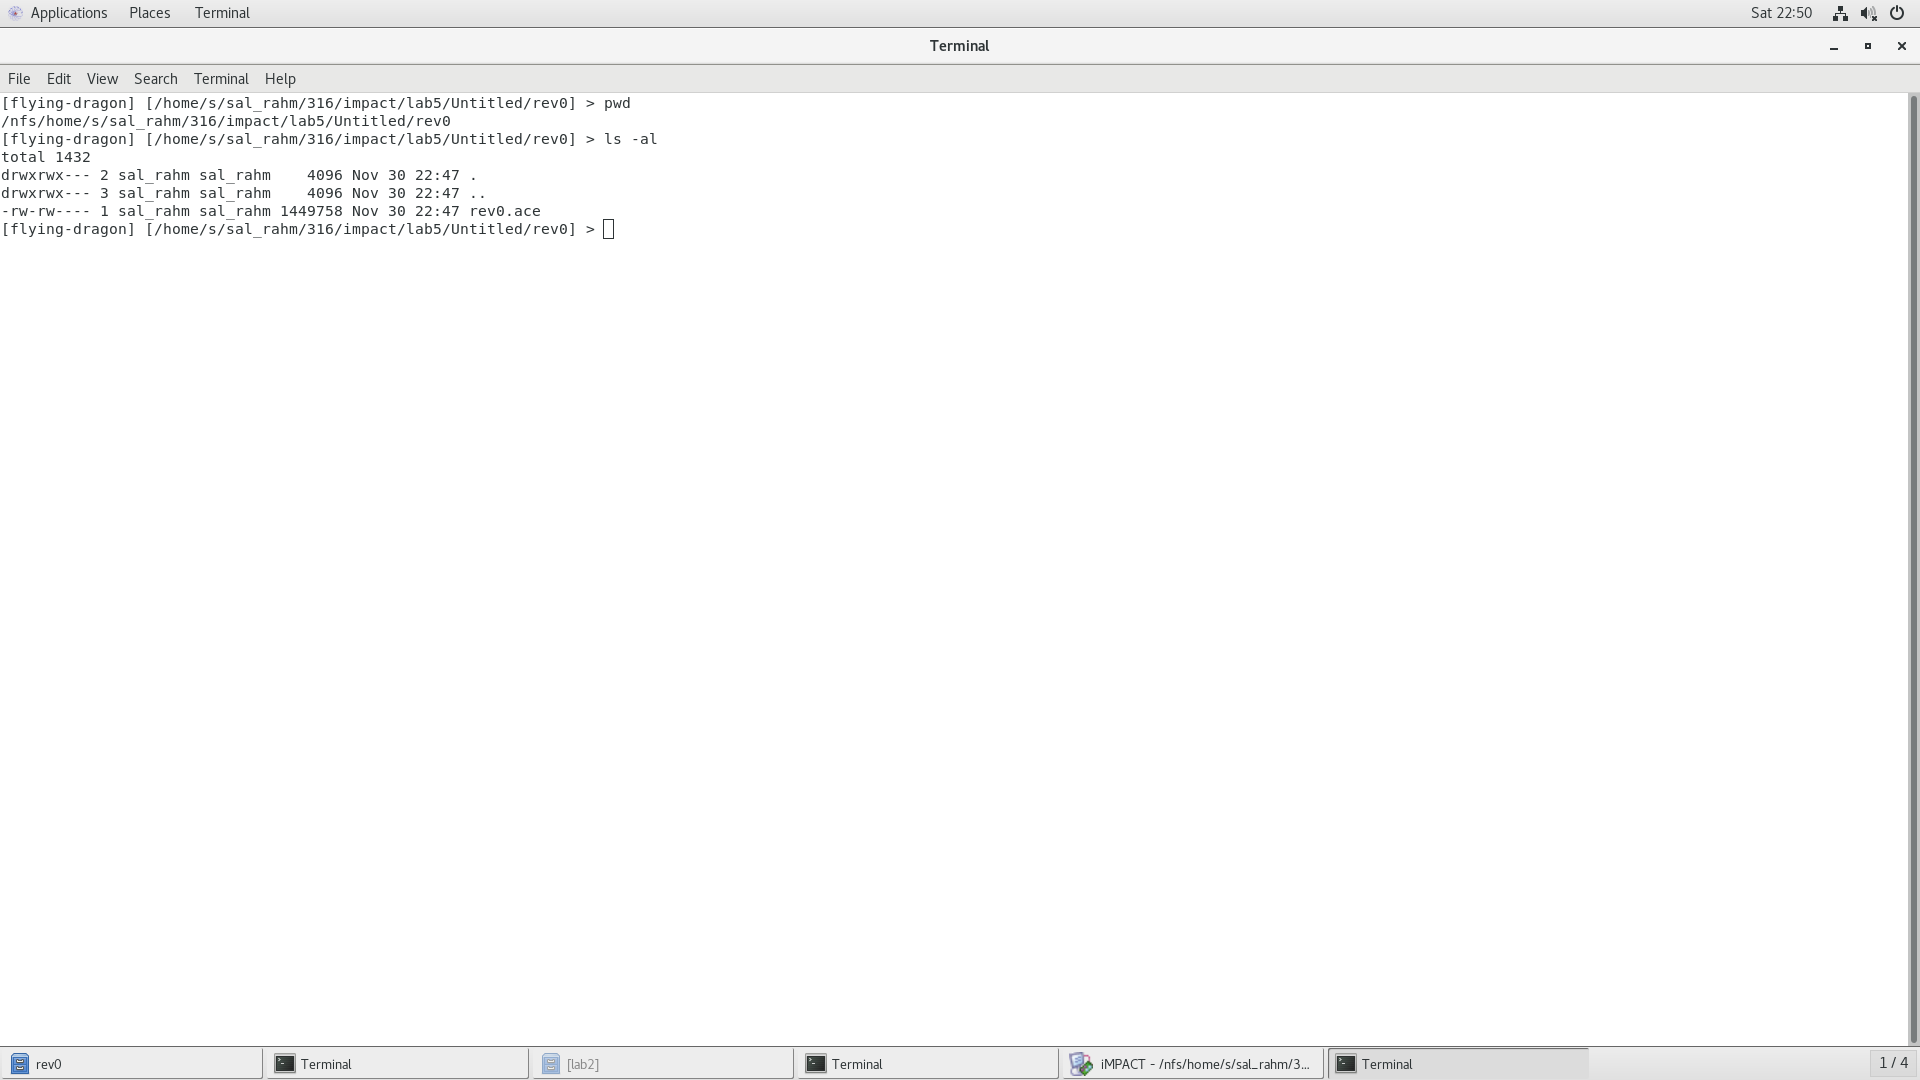 Applications Places Terminal Sat 22:50
Terminal
File Edit View Search Terminal Help
[flying-dragon] [/home/s/sal_rahm/316/impact/lab5/Untitled/rev0] > pwd
/nfs/home/s/sal_rahm/316/impact/lab5/Untitled/rev0
[flying-dragon] [/home/s/sal_rahm/316/impact/lab5/Untitled/rev0] > ls -al
total 1432
drwxrwx--- 2 sal_rahm sal_rahm    4096 Nov 30 22:47 .
drwxrwx--- 3 sal_rahm sal_rahm    4096 Nov 30 22:47 ..
-rw-rw---- 1 sal_rahm sal_rahm 1449758 Nov 30 22:47 rev0.ace
[flying-dragon] [/home/s/sal_rahm/316/impact/lab5/Untitled/rev0] >
rev0 Terminal [lab2] Terminal iMPACT - /nfs/home/s/sal_rahm/3... Terminal 1 / 4